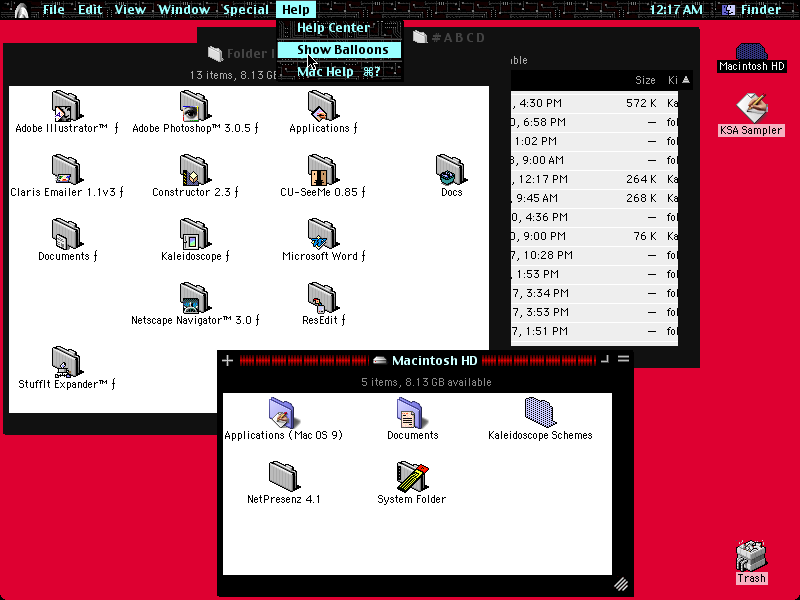 File Edit View Window Special Help 12:17 AM Finder
Help Center
Show Balloons
Mac Help ⌘?
Folder
13 items, 8.13 GB
Adobe Illustrator™ ƒ
Adobe Photoshop™ 3.0.5 ƒ
Applications ƒ
Claris Emailer 1.1v3 ƒ
Constructor 2.3 ƒ
CU-SeeMe 0.85 ƒ
Docs
Documents ƒ
Kaleidoscope ƒ
Microsoft Word ƒ
Netscape Navigator™ 3.0 ƒ
ResEdit ƒ
StuffIt Expander™ ƒ
#ABCD
Size Ki
, 4:30 PM 572 K Ka
0, 6:58 PM — fol
1:02 PM — fol
8, 9:00 AM — fol
, 12:17 PM 264 K Ka
, 9:45 AM 268 K Ka
0, 4:36 PM — fol
0, 9:00 PM 76 K Ka
7, 10:28 PM — fol
, 1:53 PM — fol
7, 3:34 PM — fol
7, 3:53 PM — fol
7, 1:51 PM — fol
Macintosh HD
5 items, 8.13 GB available
Applications (Mac OS 9)
Documents
Kaleidoscope Schemes
NetPresenz 4.1
System Folder
Macintosh HD
KSA Sampler
Trash